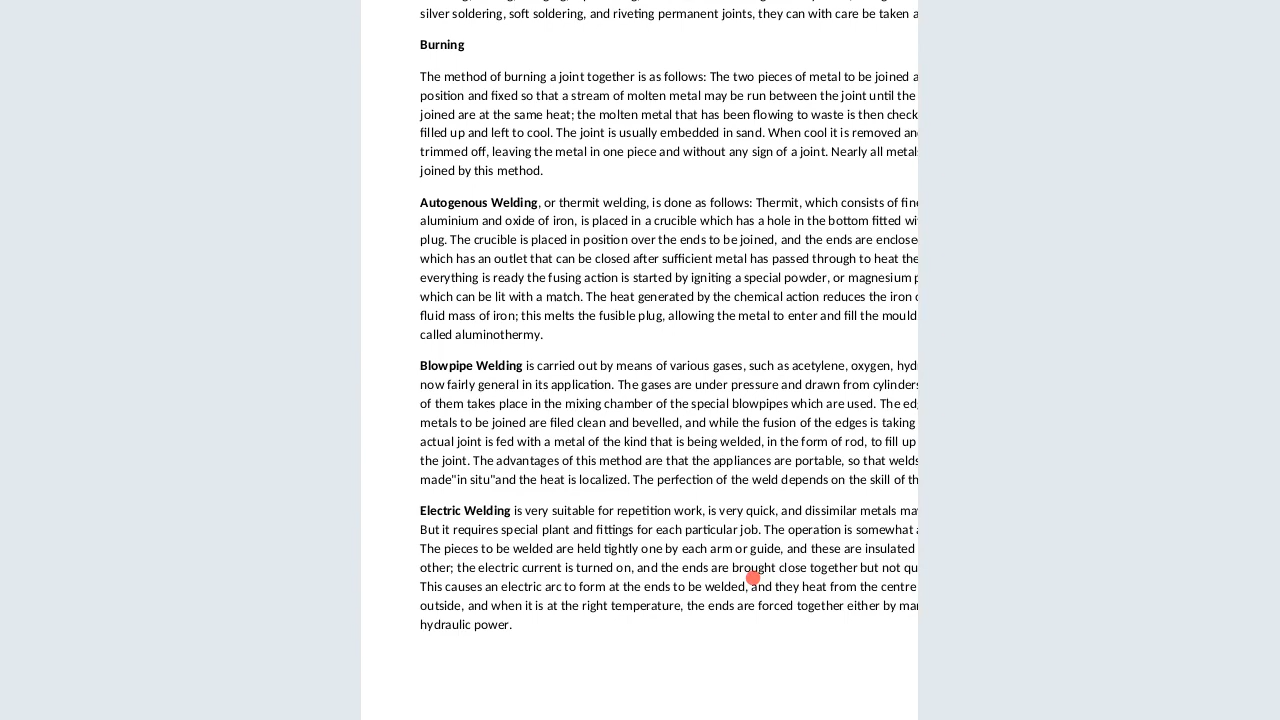 silver soldering, soft soldering, and riveting permanent joints, they can with care be taken
Burning
The method of burning a joint together is as follows: The two pieces of metal to be joined
position and fixed so that a stream of molten metal may be run between the joint until the
joined are at the same heat; the molten metal that has been flowing to waste is then check
filled up and left to cool. The joint is usually embedded in sand. When cool it is removed
trimmed off, leaving the metal in one piece and without any sign of a joint. Nearly all metal
joined by this method.
Autogenous Welding, or thermit welding, is done as follows: Thermit, which consists of
aluminium and oxide of iron, is placed in a crucible which has a hole in the bottom fitted
plug. The crucible is placed in position over the ends to be joined, and the ends are
which has an outlet that can be closed after sufficient metal has passed through to heat the
everything is ready the fusing action is started by igniting a special powder, or magnesium
which can be lit with a match. The heat generated by the chemical action reduces the iron
fluid mass of iron; this melts the fusible plug, allowing the metal to enter and fill the mould
called aluminothermy.
Blowpipe Welding is carried out by means of various gases, such as acetylene, oxygen, hyd
now fairly general in its application. The gases are under pressure and drawn from cylinders
of them takes place in the mixing chamber of the special blowpipes which are used. The
metals to be joined are filed clean and bevelled, and while the fusion of the edges is taking
actual joint is fed with a metal of the kind that is being welded, in the form of rod, to fill up
the joint. The advantages of this method are that the appliances are portable, so that welds
made"in situ"and the heat is localized. The perfection of the weld depends on the skill of
Electric Welding is very suitable for repetition work, is very quick, and dissimilar metals
But it requires special plant and fittings for each particular job. The operation is somewhat
The pieces to be welded are held tightly one by each arm or guide, and these are insulated
other; the electric current is turned on, and the ends are brought close together but not
This causes an electric arc to form at the ends to be welded, and they heat from the centre
outside, and when it is at the right temperature, the ends are forced together either by
hydraulic power.